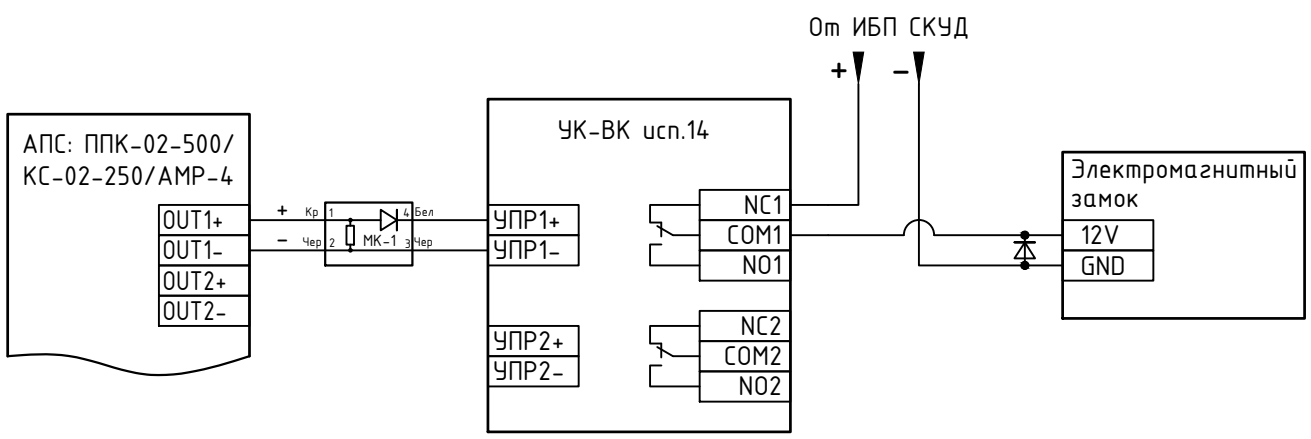 От ИБП СКУД
+
−
АПС: ППК-02-500/
КС-02-250/АМР-4
OUT1+
OUT1-
OUT2+
OUT2-
+ Кр 1
4 Бел
− Чер 2
МК-1
3 Чер
УК-ВК исп.14
УПР1+
УПР1-
УПР2+
УПР2-
NC1
COM1
NO1
NC2
COM2
NO2
Электромагнитный
замок
12V
GND